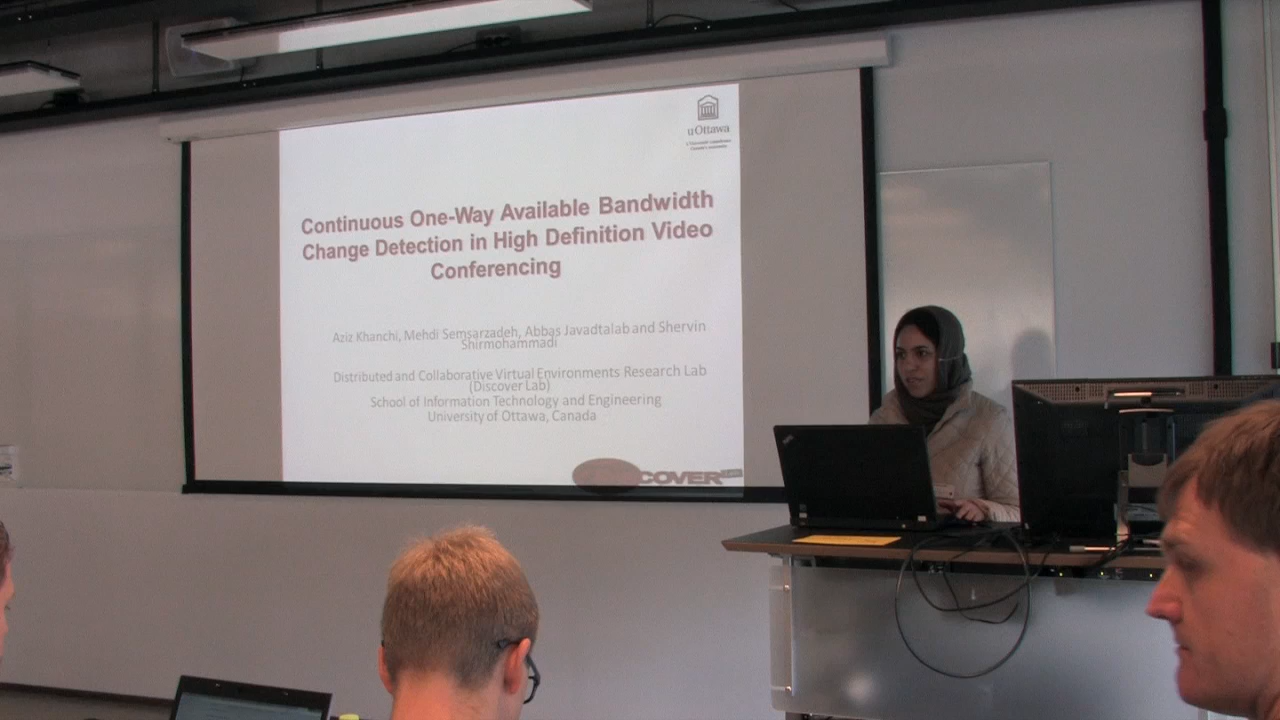 uOttawa
Continuous One-Way Available Bandwidth
Change Detection in High Definition Video
Conferencing
Aziz Khanchi, Mehdi Semsarzadeh, Abbas Javadtalab and Shervin
Shirmohammadi
Distributed and Collaborative Virtual Environments Research Lab
(Discover Lab)
School of Information Technology and Engineering
University of Ottawa, Canada
COVER